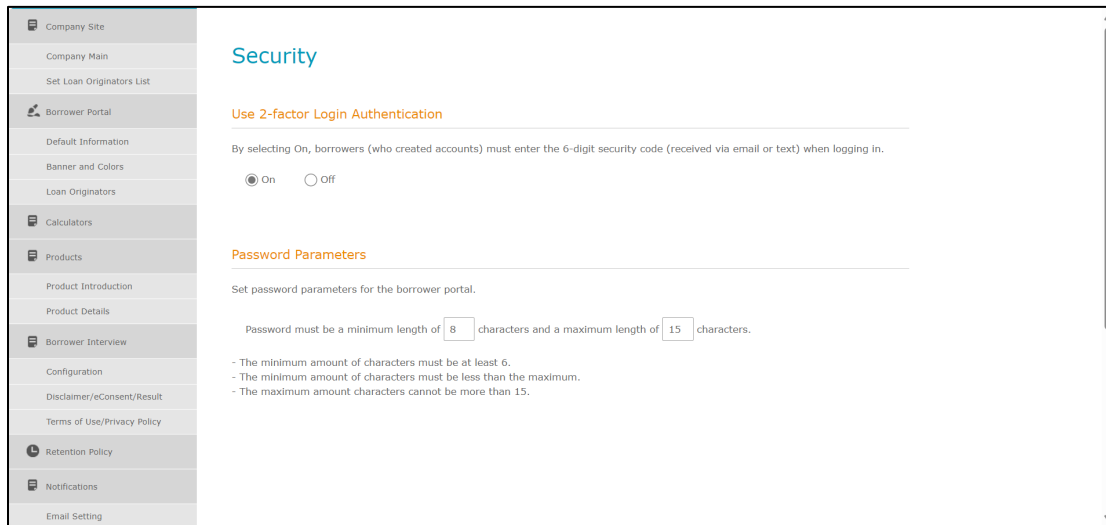 Company Site
Company Main
Set Loan Originators List
Borrower Portal
Default Information
Banner and Colors
Loan Originators
Calculators
Products
Product Introduction
Product Details
Borrower Interview
Configuration
Disclaimer/eConsent/Result
Terms of Use/Privacy Policy
Retention Policy
Notifications
Email Setting
Security
Use 2-factor Login Authentication
By selecting On, borrowers (who created accounts) must enter the 6-digit security code (received via email or text) when logging in.
On Off
Password Parameters
Set password parameters for the borrower portal.
Password must be a minimum length of 8 characters and a maximum length of 15 characters.
- The minimum amount of characters must be at least 6.
- The minimum amount of characters must be less than the maximum.
- The maximum amount characters cannot be more than 15.